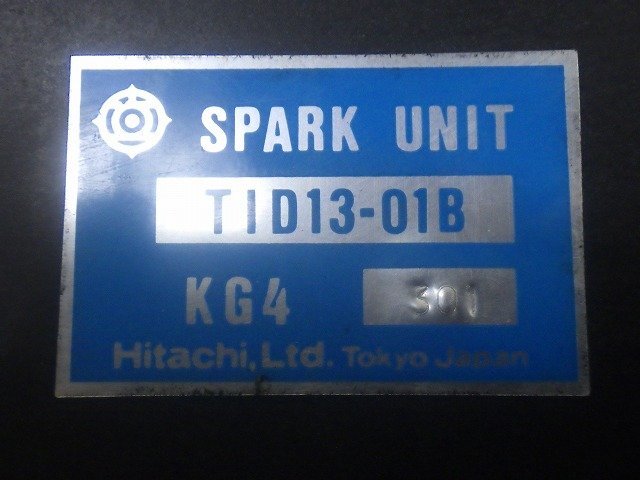 SPARK UNIT
TID13-01B
KG4 301
Hitachi, Ltd. Tokyo Japan